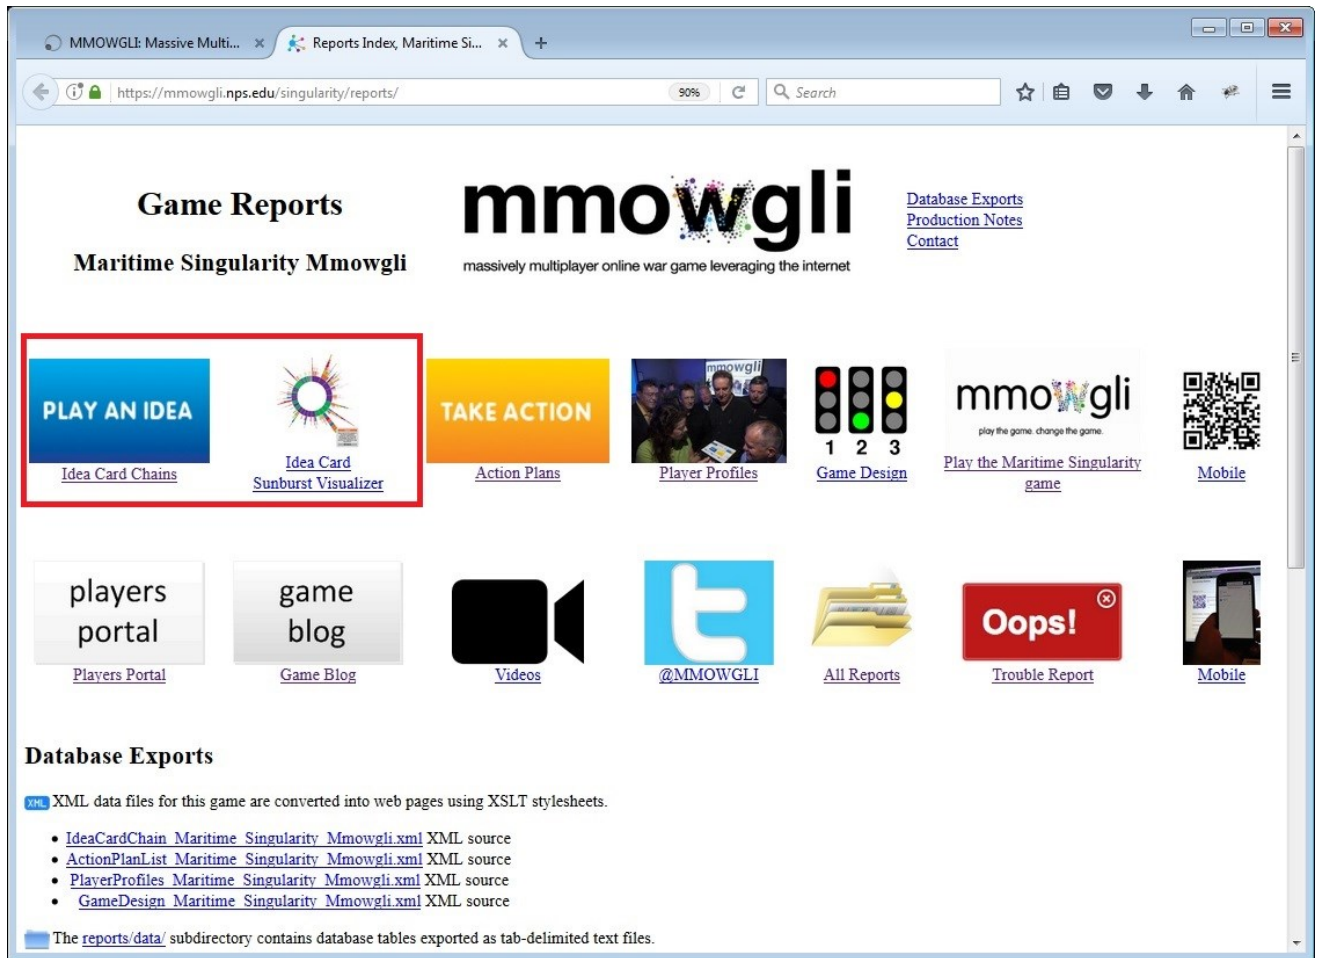 MMOWGLI: Massive Multi...
Reports Index, Maritime Si...
https://mmowgli.nps.edu/singularity/reports/
90%
Search
Game Reports
Maritime Singularity Mmowgli
mmowgli
massively multiplayer online war game leveraging the internet
Database Exports
Production Notes
Contact
PLAY AN IDEA
Idea Card Chains
Idea Card
Sunburst Visualizer
TAKE ACTION
Action Plans
mmowgli
Player Profiles
1 2 3
Game Design
mmowgli
play the game. change the game.
Play the Maritime Singularity
game
Mobile
players
portal
Players Portal
game
blog
Game Blog
Videos
@MMOWGLI
All Reports
Oops!
Trouble Report
Mobile
Database Exports
XML XML data files for this game are converted into web pages using XSLT stylesheets.
• IdeaCardChain_Maritime_Singularity_Mmowgli.xml XML source
• ActionPlanList_Maritime_Singularity_Mmowgli.xml XML source
• PlayerProfiles_Maritime_Singularity_Mmowgli.xml XML source
• GameDesign_Maritime_Singularity_Mmowgli.xml XML source
The reports/data/ subdirectory contains database tables exported as tab-delimited text files.